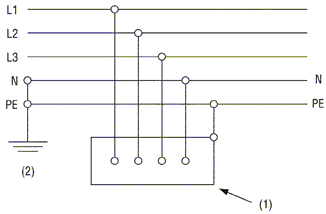 L1
L2
L3
N N
PE PE
(2) (1)